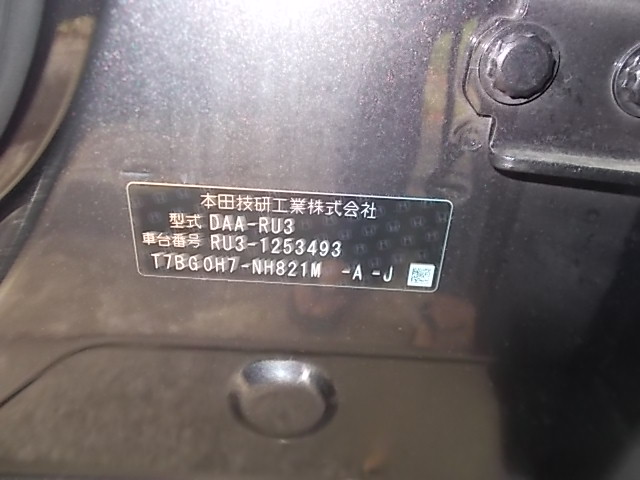 本田技研工業株式会社
型式 DAA-RU3
車台番号 RU3-1253493
T7BG0H7-NH821M -A-J